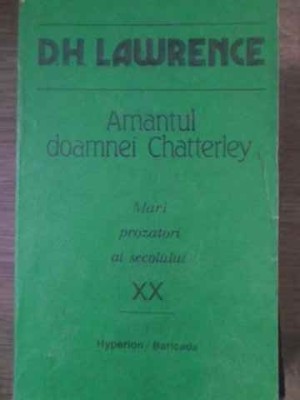 D.H. LAWRENCE
Amantul
doamnei Chatterley
Mari
prozatori
ai secolului
XX
Hyperion / Baricada